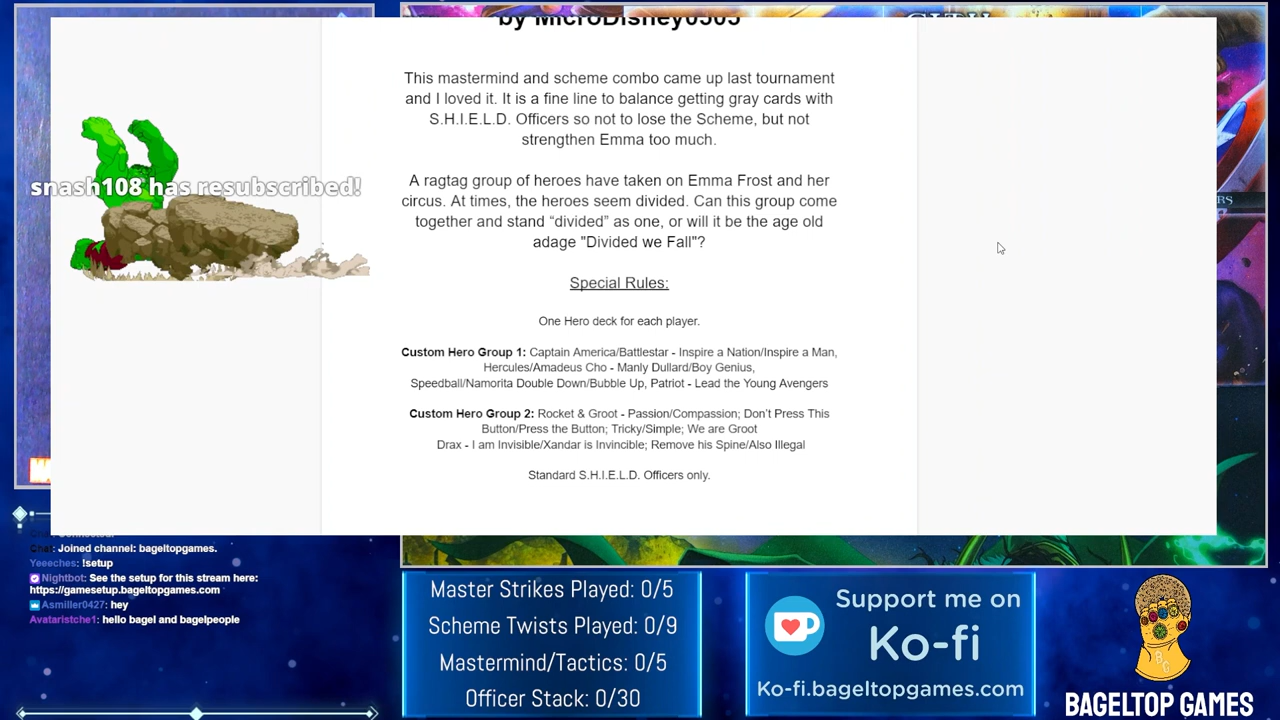 by MicroDisney0505
This mastermind and scheme combo came up last tournament
and I loved it. It is a fine line to balance getting gray cards with
S.H.I.E.L.D. Officers so not to lose the Scheme, but not
strengthen Emma too much.
A ragtag group of heroes have taken on Emma Frost and her
circus. At times, the heroes seem divided. Can this group come
together and stand “divided” as one, or will it be the age old
adage "Divided we Fall"?
Special Rules:
One Hero deck for each player.
Custom Hero Group 1: Captain America/Battlestar - Inspire a Nation/Inspire a Man,
Hercules/Amadeus Cho - Manly Dullard/Boy Genius,
Speedball/Namorita Double Down/Bubble Up, Patriot - Lead the Young Avengers
Custom Hero Group 2: Rocket & Groot - Passion/Compassion; Don’t Press This
Button/Press the Button; Tricky/Simple; We are Groot
Drax - I am Invisible/Xandar is Invincible; Remove his Spine/Also Illegal
Standard S.H.I.E.L.D. Officers only.
snash108 has resubscribed!
Chat: Joined channel: bageltopgames.
Yeeeches: !setup
Nightbot: See the setup for this stream here:
https://gamesetup.bageltopgames.com
Asmiller0427: hey
Avataristche1: hello bagel and bagelpeople
Master Strikes Played: 0/5
Scheme Twists Played: 0/9
Mastermind/Tactics: 0/5
Officer Stack: 0/30
Support me on
Ko-fi
Ko-fi.bageltopgames.com
BAGELTOP GAMES